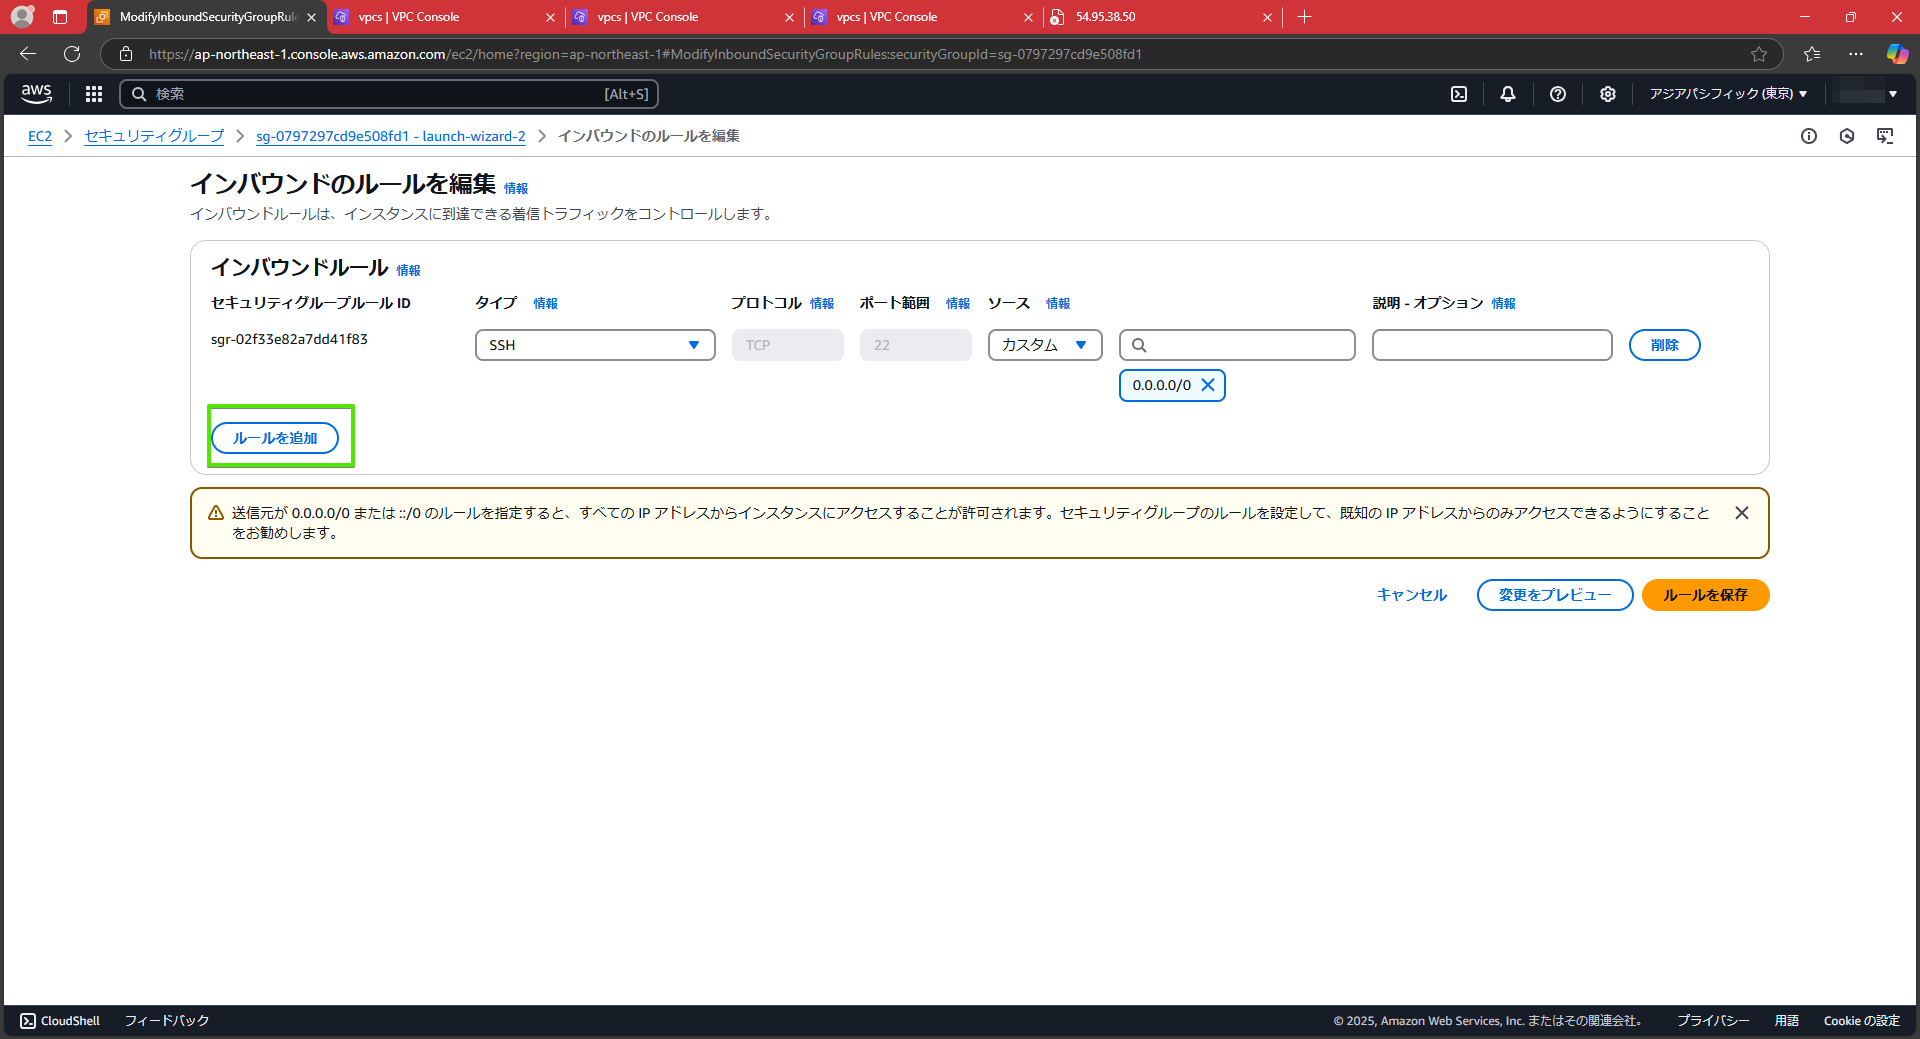 ModifyInboundSecurityGroupRule
vpcs | VPC Console
vpcs | VPC Console
vpcs | VPC Console
54.95.38.50
https://ap-northeast-1.console.aws.amazon.com/ec2/home?region=ap-northeast-1#ModifyInboundSecurityGroupRules:securityGroupId=sg-0797297cd9e508fd1
aws
検索
[Alt+S]
アジアパシフィック (東京)
EC2
セキュリティグループ
sg-0797297cd9e508fd1 - launch-wizard-2
インバウンドのルールを編集
インバウンドのルールを編集 情報
インバウンドルールは、インスタンスに到達できる着信トラフィックをコントロールします。
インバウンドルール 情報
セキュリティグループルール ID
タイプ 情報
プロトコル 情報
ポート範囲 情報
ソース 情報
説明 - オプション 情報
sgr-02f33e82a7dd41f83
SSH
TCP
22
カスタム
削除
0.0.0.0/0
ルールを追加
送信元が 0.0.0.0/0 または ::/0 のルールを指定すると、すべての IP アドレスからインスタンスにアクセスすることが許可されます。セキュリティグループのルールを設定して、既知の IP アドレスからのみアクセスできるようにすること
をお勧めします。
キャンセル
変更をプレビュー
ルールを保存
CloudShell
フィードバック
© 2025, Amazon Web Services, Inc. またはその関連会社。
プライバシー
用語
Cookie の設定